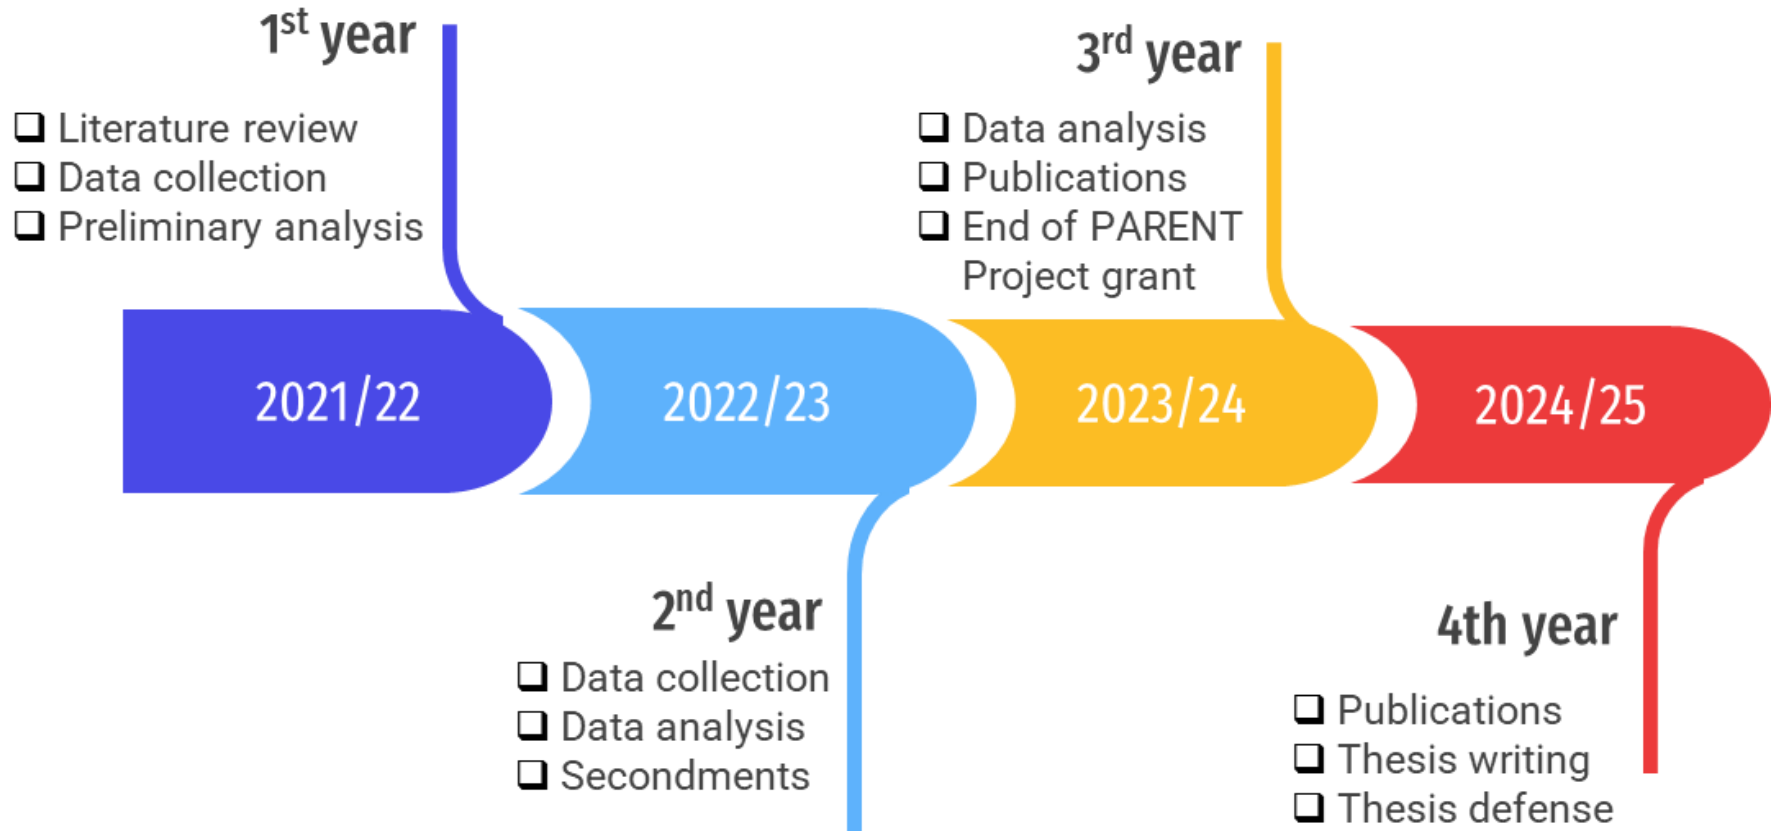 1st year
Literature review
Data collection
Preliminary analysis
3rd year
Data analysis
Publications
End of PARENT
Project grant
2021/22
2022/23
2023/24
2024/25
2nd year
Data collection
Data analysis
Secondments
4th year
Publications
Thesis writing
Thesis defense